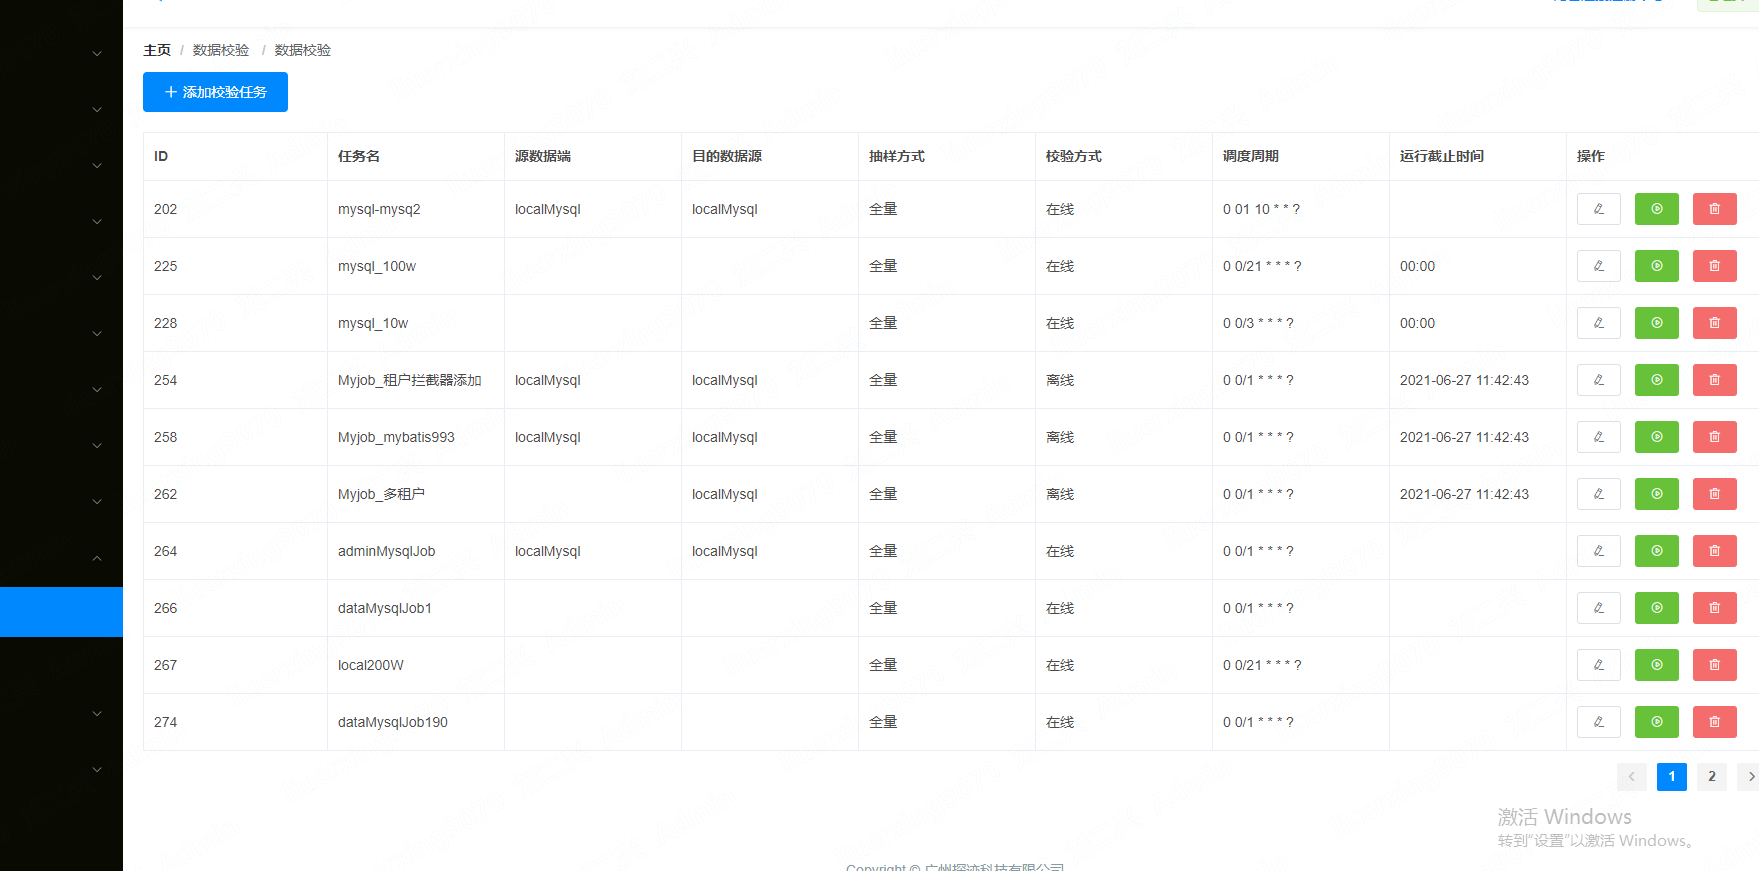 主页 / 数据校验 / 数据校验
添加校验任务
ID 任务名 源数据端 目的数据源 抽样方式 校验方式 调度周期 运行截止时间 操作
202 mysql-mysq2 localMysql localMysql 全量 在线 0 01 10 * * ?
225 mysql_100w 全量 在线 0 0/21 * * * ? 00:00
228 mysql_10w 全量 在线 0 0/3 * * * ? 00:00
254 Myjob_租户拦截器添加 localMysql localMysql 全量 离线 0 0/1 * * * ? 2021-06-27 11:42:43
258 Myjob_mybatis993 localMysql localMysql 全量 离线 0 0/1 * * * ? 2021-06-27 11:42:43
262 Myjob_多租户 localMysql 全量 离线 0 0/1 * * * ? 2021-06-27 11:42:43
264 adminMysqlJob localMysql localMysql 全量 在线 0 0/1 * * * ?
266 dataMysqlJob1 全量 在线 0 0/1 * * * ?
267 local200W 全量 在线 0 0/21 * * * ?
274 dataMysqlJob190 全量 在线 0 0/1 * * * ?
1 2
激活 Windows
转到“设置”以激活 Windows。
Copyright © 广州探迹科技有限公司